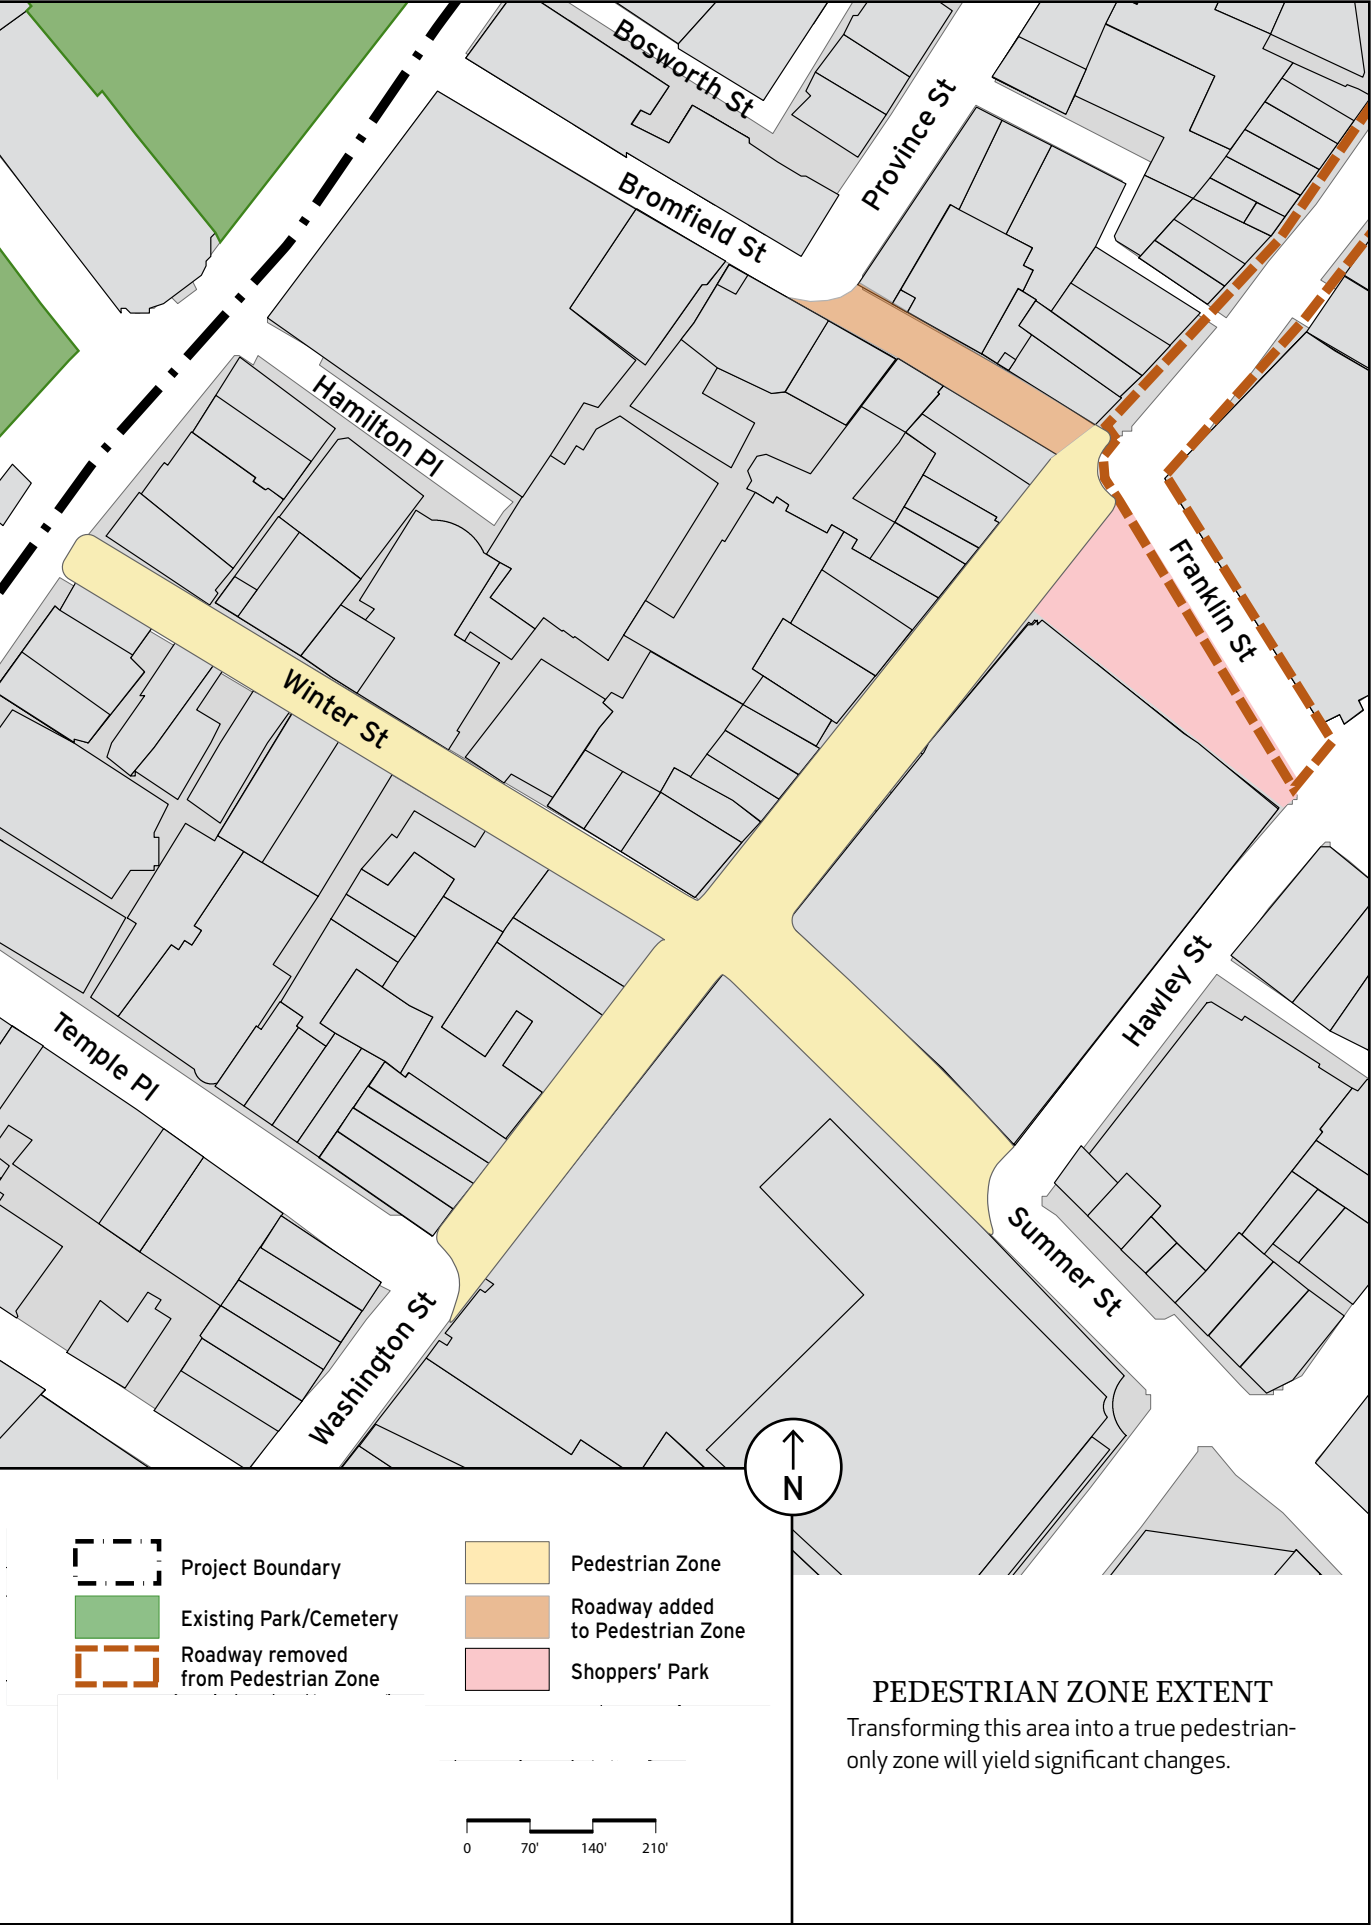 Bosworth St
Province St
Bromfield St
Hamilton Pl
Franklin St
Winter St
Hawley St
Temple Pl
Summer St
Washington St
N
Project Boundary
Existing Park/Cemetery
Roadway removed
from Pedestrian Zone
Pedestrian Zone
Roadway added
to Pedestrian Zone
Shoppers’ Park
PEDESTRIAN ZONE EXTENT
Transforming this area into a true pedestrian-
only zone will yield significant changes.
0 70' 140' 210'